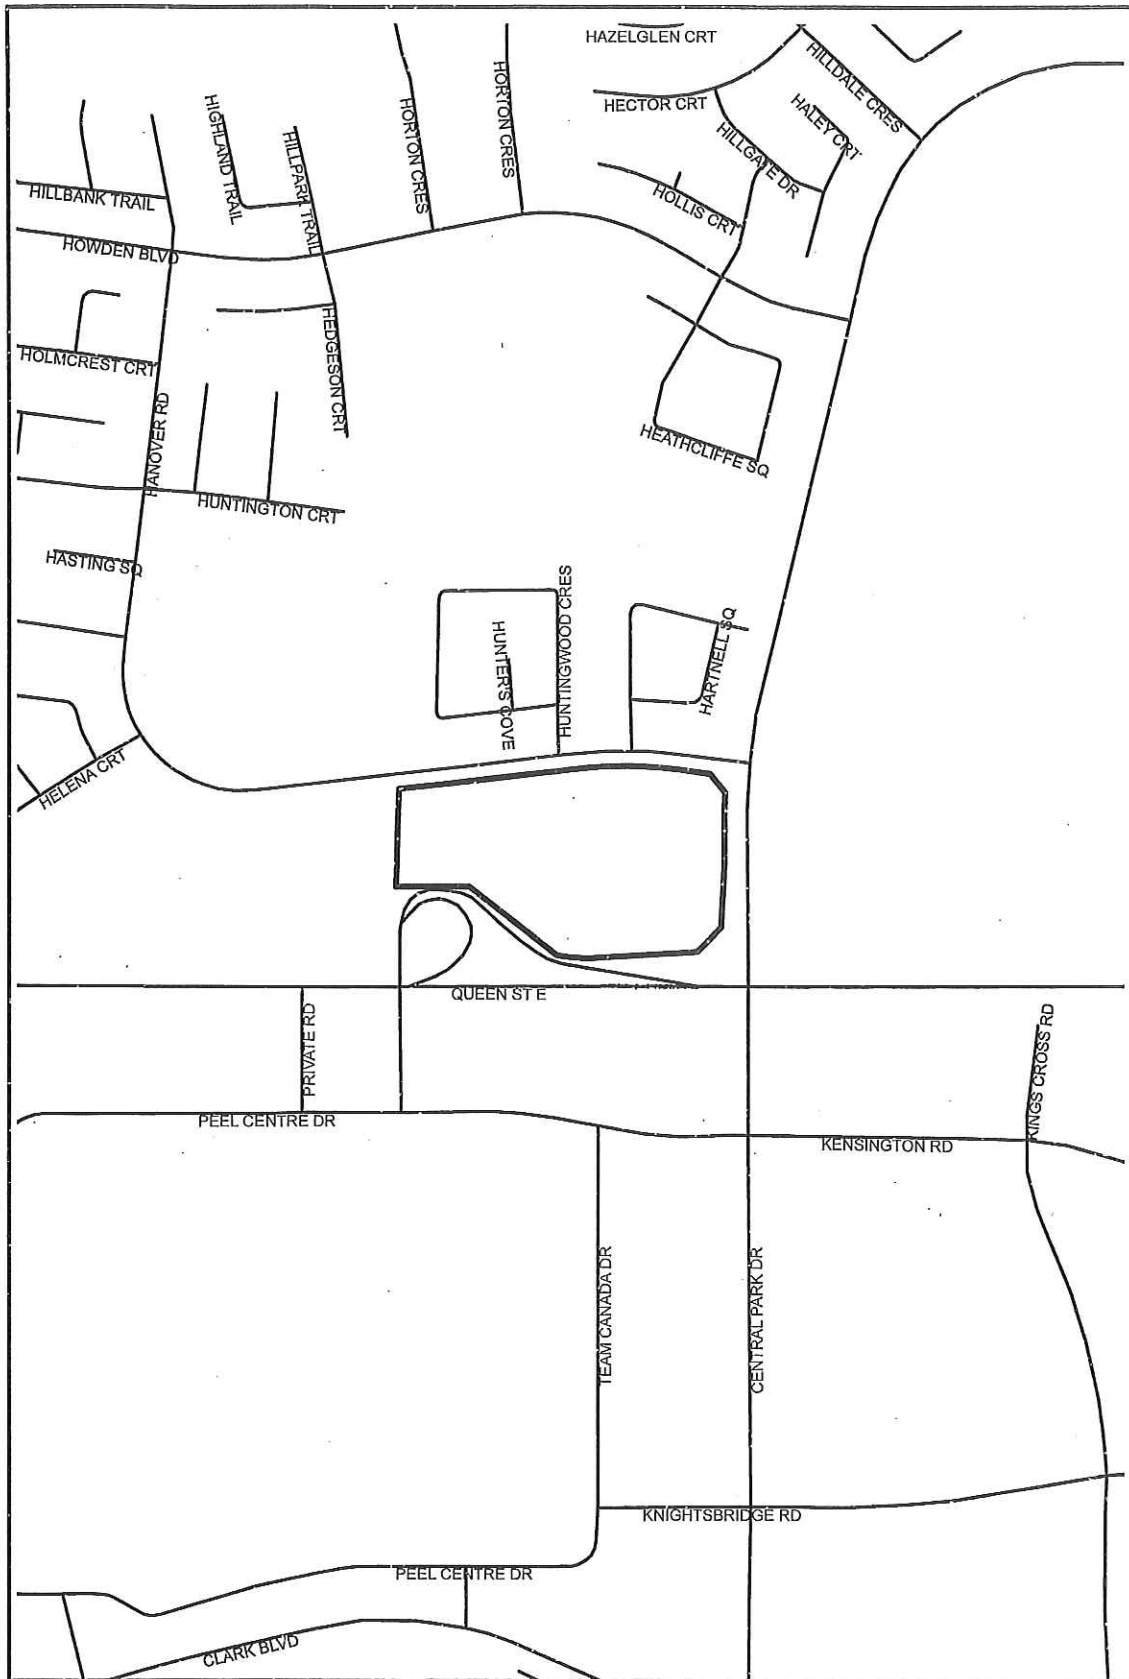 HAZELGLEN CRT
HILLDALE CRES
HECTOR CRT
HALEY CRT
HILLGATE DR
HORTON CRES
HORTON CRES
HIGHLAND TRAIL
HILLPARK TRAIL
HILLBANK TRAIL
HOLLIS CRT
HOWDEN BLVD
HOLMCREST CRT
HEDGESON CRT
HANOVER RD
HEATHCLIFFE SQ
HUNTINGTON CRT
HASTING SQ
HUNTER'S COVE
HUNTINGWOOD CRES
HARTNELL SQ
HELENA CRT
QUEEN ST E
PRIVATE RD
KINGS CROSS RD
PEEL CENTRE DR
KENSINGTON RD
TEAM CANADA DR
CENTRAL PARK DR
KNIGHTSBRIDGE RD
PEEL CENTRE DR
CLARK BLVD